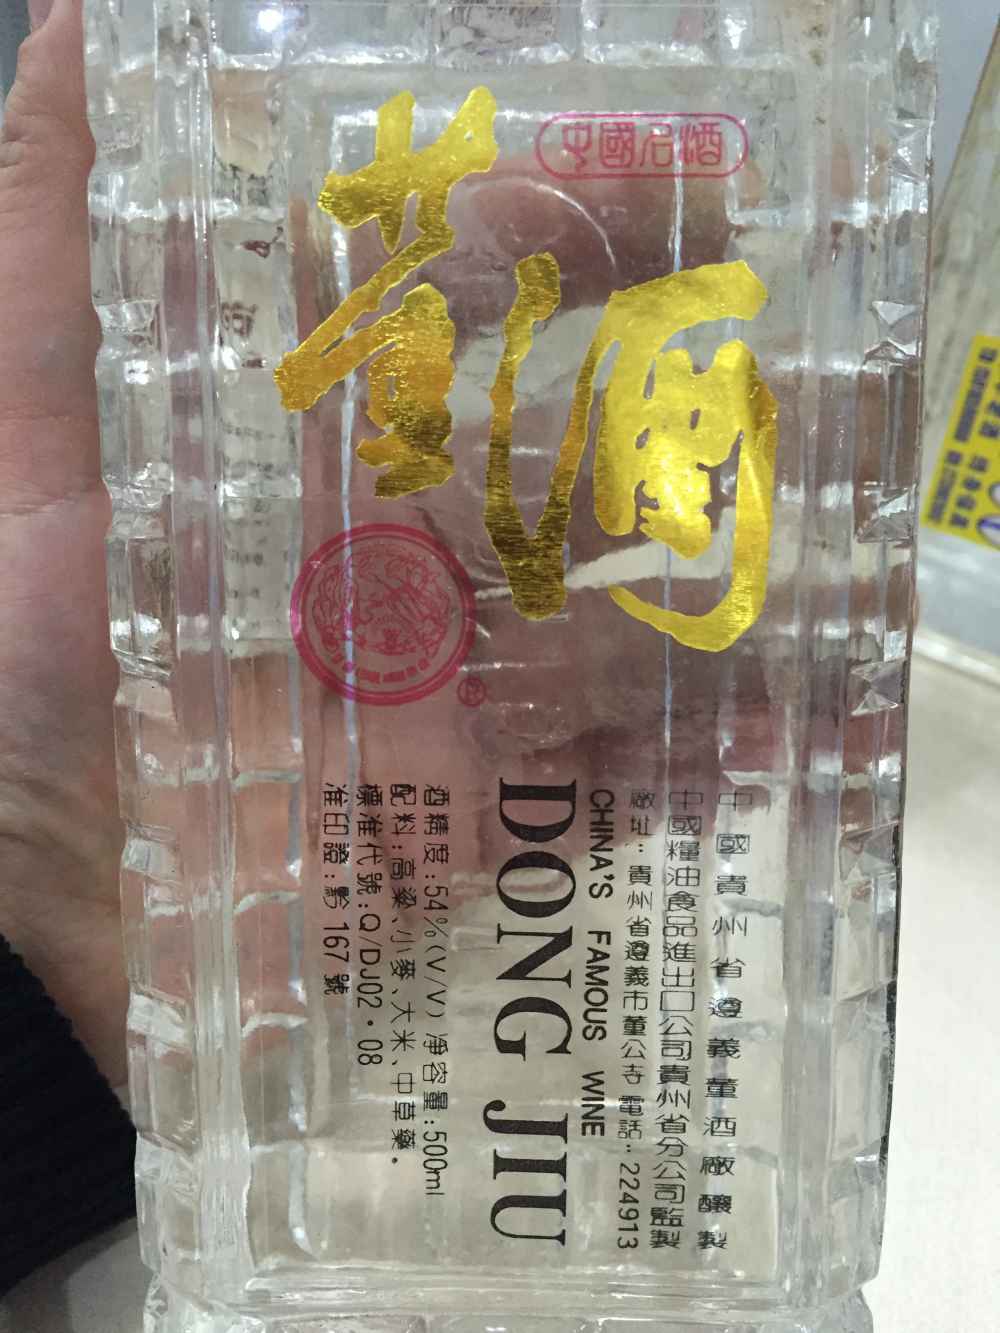 中國名酒
董酒
®
酒精度:54%(V/V) 淨容量:500ml
配料:高粱、小麥、大米、中草藥。
標准代號:Q/DJ02·08
准印證:黔 167 號
DONG JIU
CHINA'S FAMOUS WINE
廠址:貴州省遵義市董公寺 電話:224913
中國糧油食品進出口公司貴州省分公司監製
中國貴州省遵義董酒廠釀製